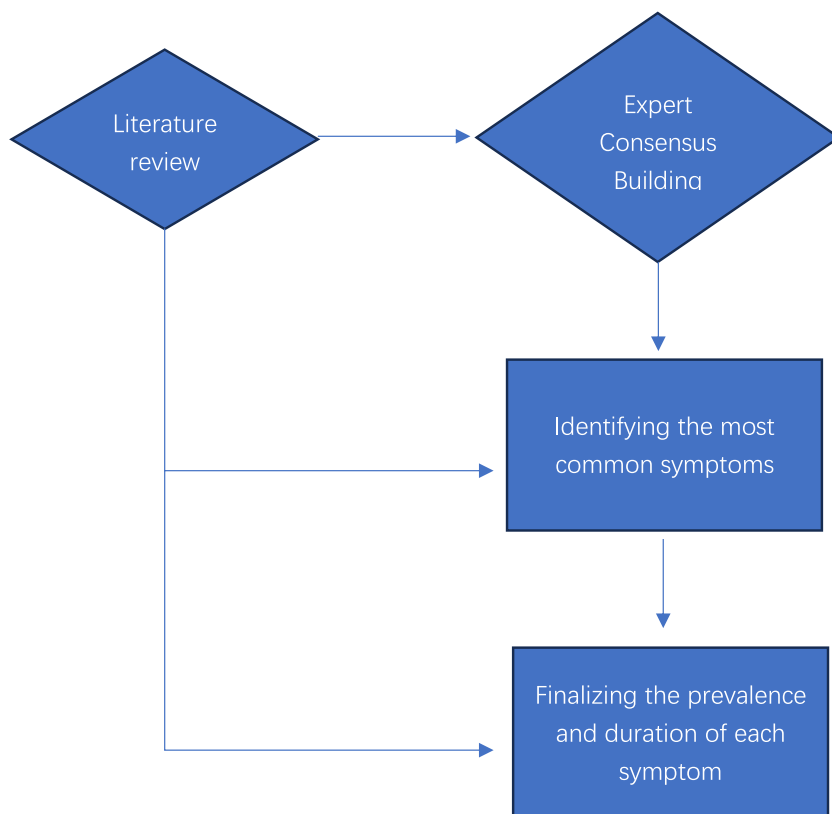 Literature
review
Expert
Consensus
Building
Identifying the most
common symptoms
Finalizing the prevalence
and duration of each
symptom